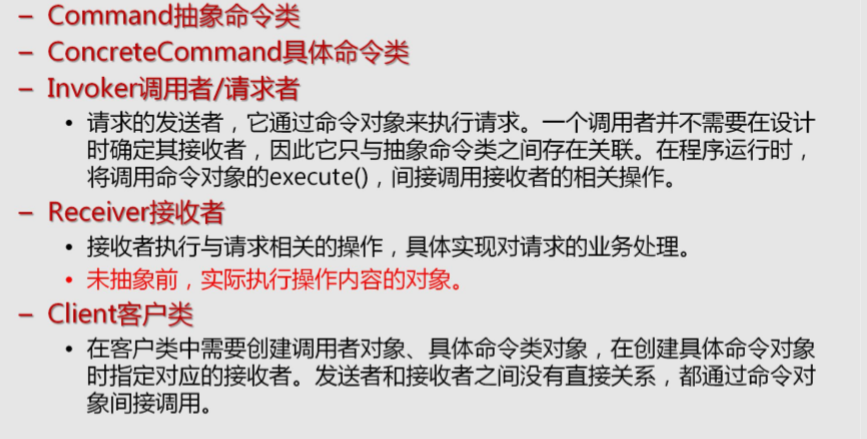 – Command抽象命令类
– ConcreteCommand具体命令类
– Invoker调用者/请求者
• 请求的发送者，它通过命令对象来执行请求。一个调用者并不需要在设计
时确定其接收者，因此它只与抽象命令类之间存在关联。在程序运行时，
将调用命令对象的execute()，间接调用接收者的相关操作。
– Receiver接收者
• 接收者执行与请求相关的操作，具体实现对请求的业务处理。
• 未抽象前，实际执行操作内容的对象。
– Client客户类
• 在客户类中需要创建调用者对象、具体命令类对象，在创建具体命令对象
时指定对应的接收者。发送者和接收者之间没有直接关系，都通过命令对
象间接调用。